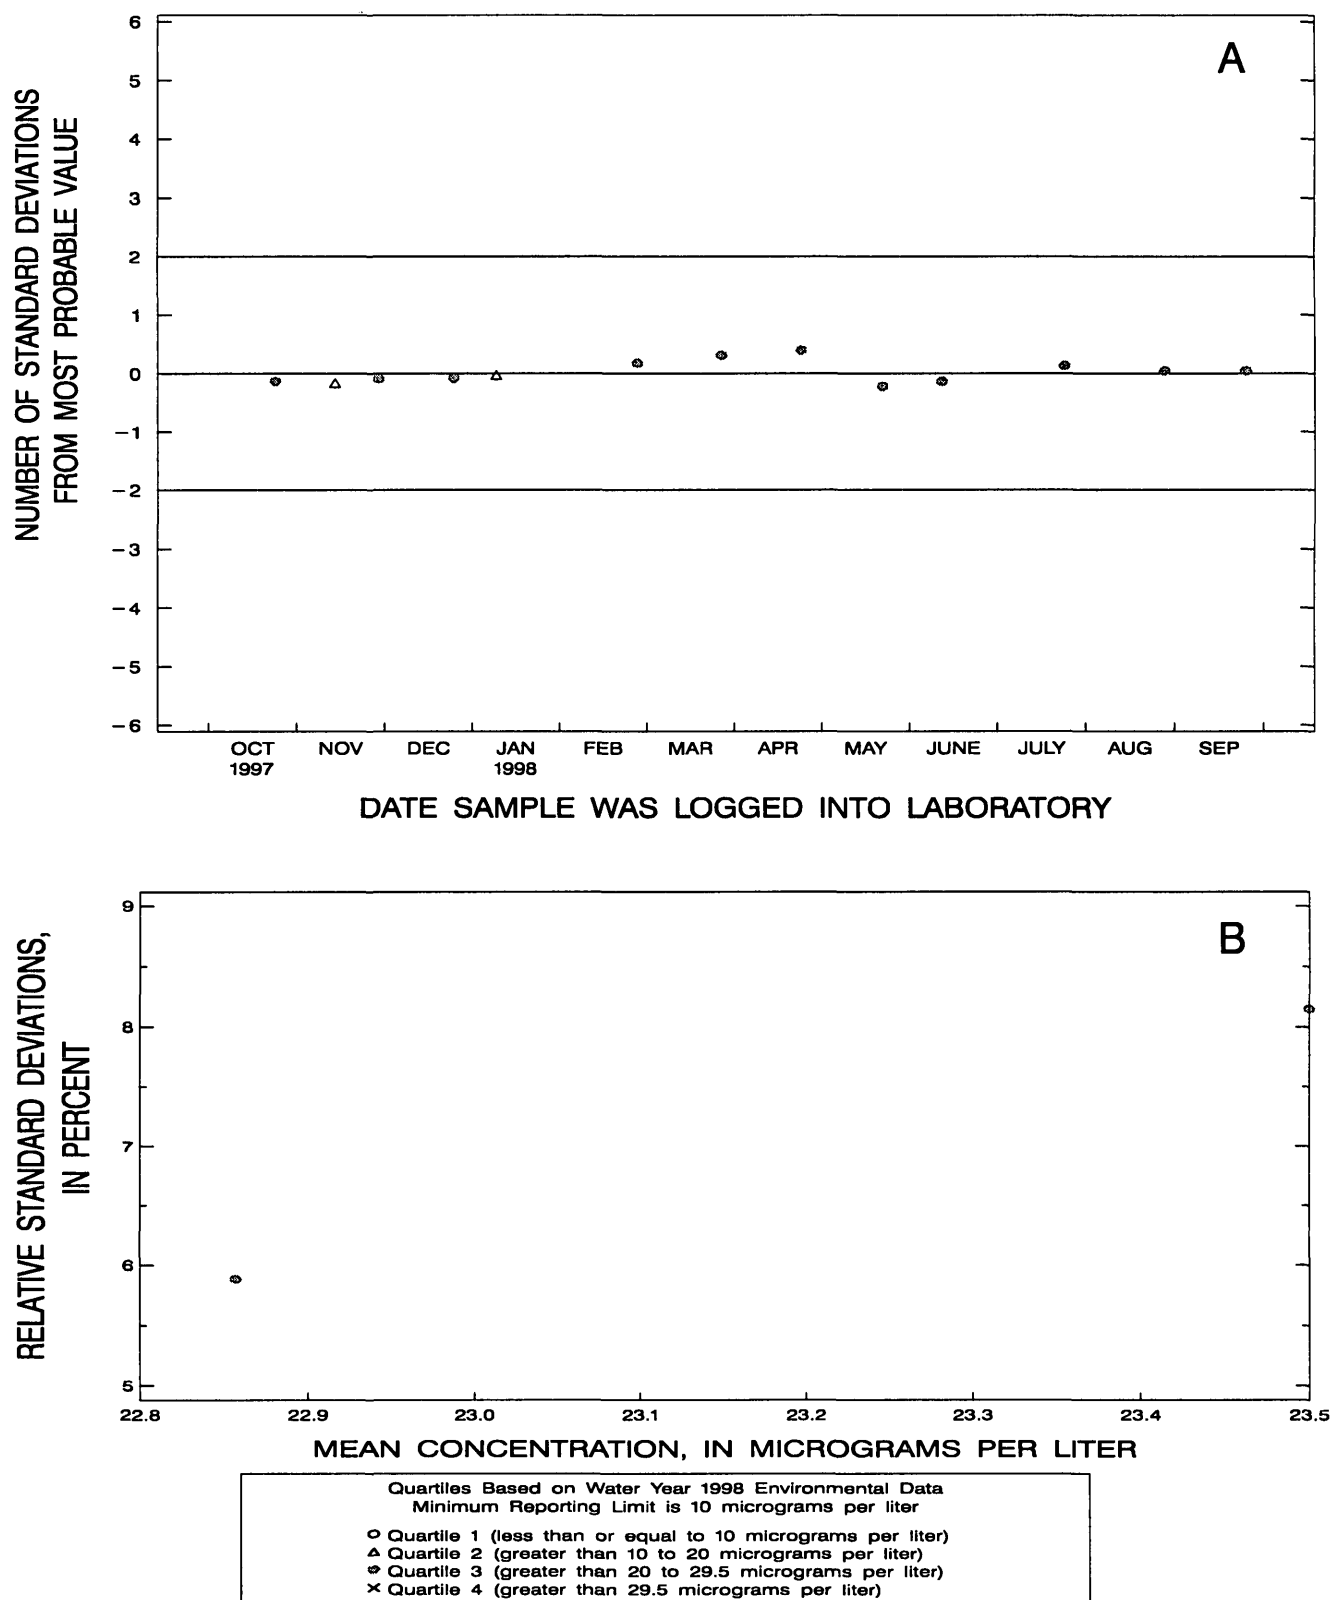 A
NUMBER OF STANDARD DEVIATIONS
FROM MOST PROBABLE VALUE
6
5
4
3
2
1
0
−1
−2
−3
−4
−5
−6
OCT NOV DEC JAN FEB MAR APR MAY JUNE JULY AUG SEP
1997 1998
DATE SAMPLE WAS LOGGED INTO LABORATORY
B
RELATIVE STANDARD DEVIATIONS,
IN PERCENT
9
8
7
6
5
22.8 22.9 23.0 23.1 23.2 23.3 23.4 23.5
MEAN CONCENTRATION, IN MICROGRAMS PER LITER
Quartiles Based on Water Year 1998 Environmental Data
Minimum Reporting Limit is 10 micrograms per liter
Quartile 1 (less than or equal to 10 micrograms per liter)
Quartile 2 (greater than 10 to 20 micrograms per liter)
Quartile 3 (greater than 20 to 29.5 micrograms per liter)
Quartile 4 (greater than 29.5 micrograms per liter)